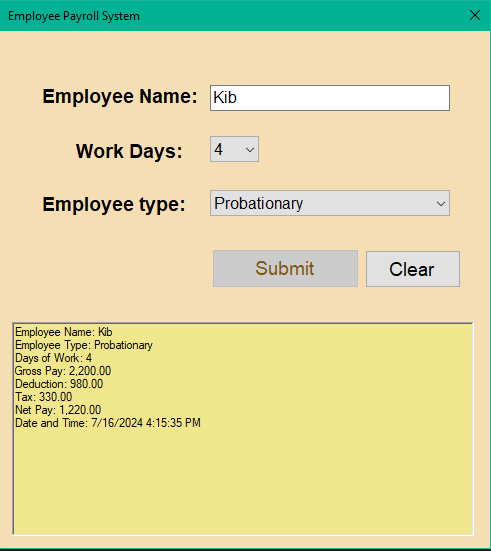 Employee Payroll System
Employee Name: Kib
Work Days: 4
Employee type: Probationary
Submit Clear
Employee Name: Kib
Employee Type: Probationary
Days of Work: 4
Gross Pay: 2,200.00
Deduction: 980.00
Tax: 330.00
Net Pay: 1,220.00
Date and Time: 7/16/2024 4:15:35 PM